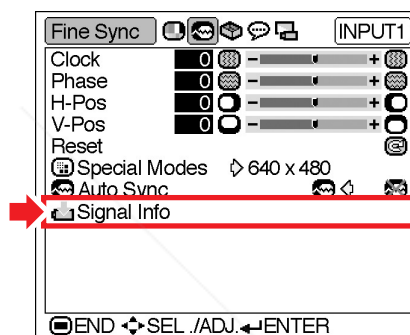 Fine Sync INPUT1
Clock 0 - +
Phase 0 - +
H-Pos 0 - +
V-Pos 0 - +
Reset
Special Modes 640 x 480
Auto Sync
Signal Info
END SEL ./ADJ. ENTER